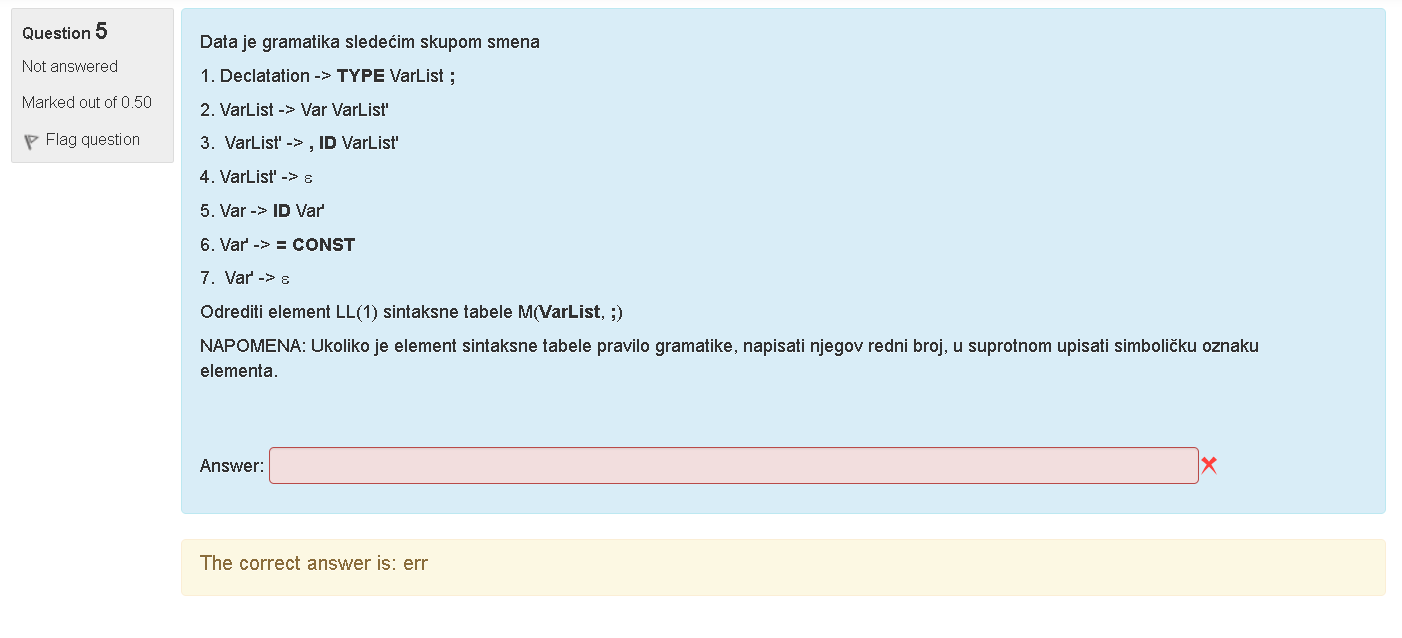 Question 5
Not answered
Marked out of 0.50
Flag question
Data je gramatika sledećim skupom smena
1. Declatation -> TYPE VarList ;
2. VarList -> Var VarList'
3. VarList' -> , ID VarList'
4. VarList' -> ε
5. Var -> ID Var'
6. Var' -> = CONST
7. Var' -> ε
Odrediti element LL(1) sintaksne tabele M(VarList, ;)
NAPOMENA: Ukoliko je element sintaksne tabele pravilo gramatike, napisati njegov redni broj, u suprotnom upisati simboličku oznaku
elementa.
Answer:
The correct answer is: err